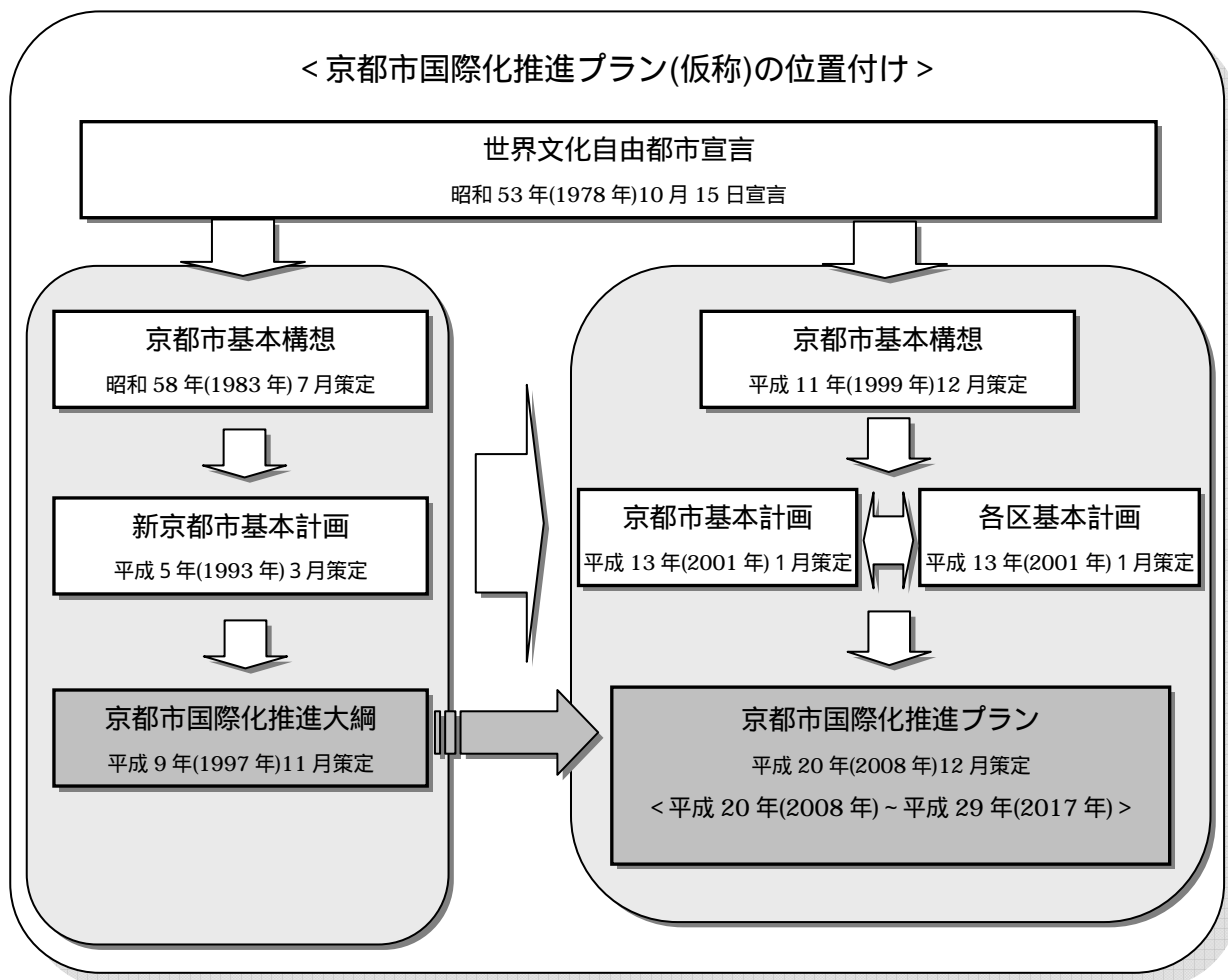 <京都市国際化推進プラン(仮称)の位置付け>
世界文化自由都市宣言
昭和 53 年(1978 年)10 月 15 日宣言
京都市基本構想
昭和 58 年(1983 年) 7 月策定
新京都市基本計画
平成 5 年(1993 年) 3 月策定
京都市国際化推進大綱
平成 9 年(1997 年)11 月策定
京都市基本構想
平成 11 年(1999 年)12 月策定
京都市基本計画
平成 13 年(2001 年) 1 月策定
各区基本計画
平成 13 年(2001 年) 1 月策定
京都市国際化推進プラン
平成 20 年(2008 年)12 月策定
<平成 20 年(2008 年) ~ 平成 29 年(2017 年) >